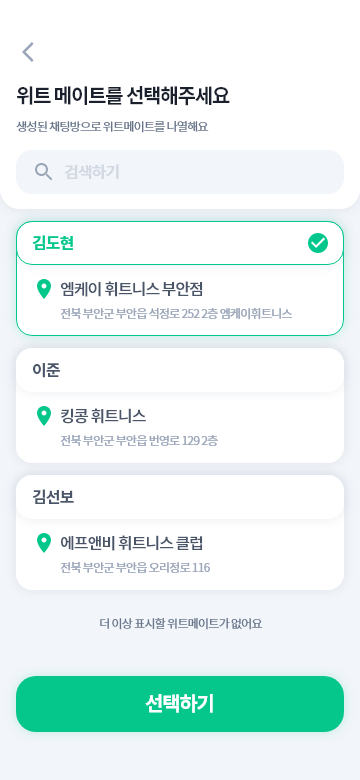 위트 메이트를 선택해주세요
생성된 채팅방으로 위트메이트를 나열해요
검색하기
김도현
엠케이 휘트니스 부안점
전북 부안군 부안읍 석정로 252 2층 엠케이휘트니스
이준
킹콩 휘트니스
전북 부안군 부안읍 번영로 129 2층
김선보
에프앤비 휘트니스 클럽
전북 부안군 부안읍 오리정로 116
더 이상 표시할 위트메이트가 없어요
선택하기